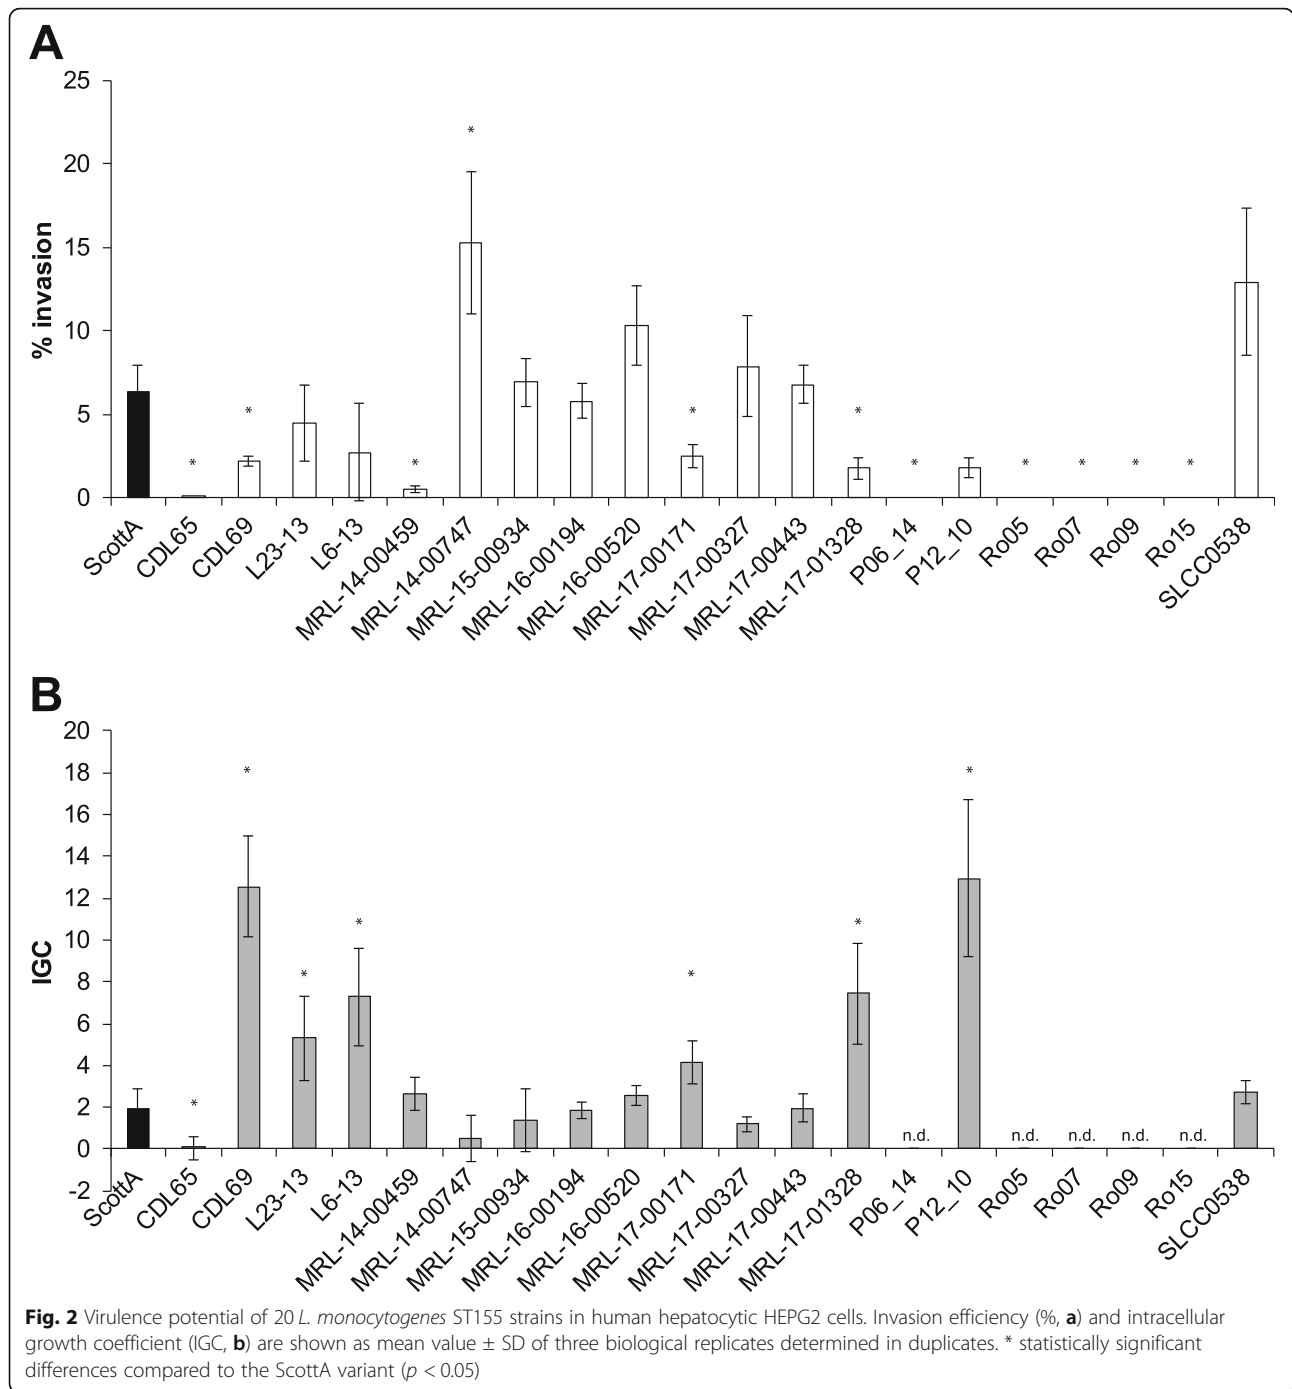 A
25
20
15
10
5
0
% invasion
*
* * * * * * * * * * *
ScottA CDL65 CDL69 L23-13 L6-13 MRL-14-00459 MRL-14-00747 MRL-15-00934 MRL-16-00194 MRL-16-00520 MRL-17-00171 MRL-17-00327 MRL-17-00443 MRL-17-01328 P06_14 P12_10 Ro05 Ro07 Ro09 Ro15 SLCC0538
B
20
18
16
14
12
10
8
6
4
2
0
-2
IGC
* * * * * * *
n.d. n.d. n.d. n.d. n.d.
ScottA CDL65 CDL69 L23-13 L6-13 MRL-14-00459 MRL-14-00747 MRL-15-00934 MRL-16-00194 MRL-16-00520 MRL-17-00171 MRL-17-00327 MRL-17-00443 MRL-17-01328 P06_14 P12_10 Ro05 Ro07 Ro09 Ro15 SLCC0538
Fig. 2 Virulence potential of 20 L. monocytogenes ST155 strains in human hepatocytic HEPG2 cells. Invasion efficiency (%, a) and intracellular
growth coefficient (IGC, b) are shown as mean value ± SD of three biological replicates determined in duplicates. * statistically significant
differences compared to the ScottA variant (p < 0.05)